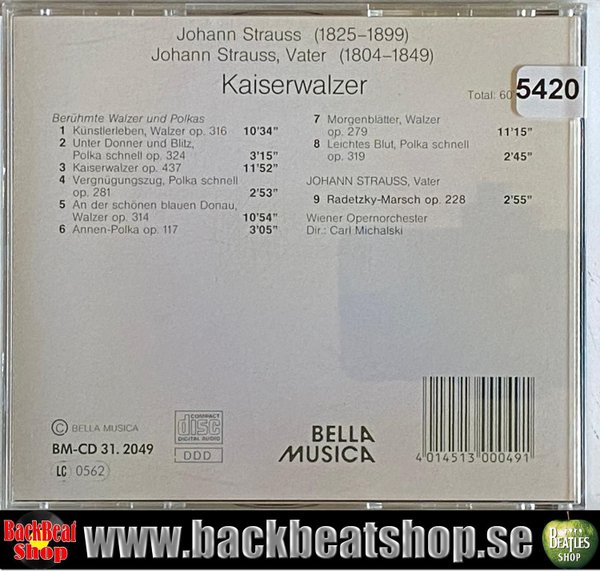 Johann Strauss (1825–1899)
Johann Strauss, Vater (1804–1849)
Kaiserwalzer
Total: 60
5420
Berühmte Walzer und Polkas
1 Künstlerleben, Walzer op. 316 10'34"
2 Unter Donner und Blitz,
Polka schnell op. 324 3'15"
3 Kaiserwalzer op. 437 11'52"
4 Vergnügungszug, Polka schnell
op. 281 2'53"
5 An der schönen blauen Donau,
Walzer op. 314 10'54"
6 Annen-Polka op. 117 3'05"
7 Morgenblätter, Walzer
op. 279 11'15"
8 Leichtes Blut, Polka schnell
op. 319 2'45"
JOHANN STRAUSS, Vater
9 Radetzky-Marsch op. 228 2'55"
Wiener Opernorchester
Dir.: Carl Michalski
© BELLA MUSICA
BM-CD 31. 2049
LC 0562
COMPACT
disc
DIGITAL AUDIO
DDD
BELLA
MUSICA
4 014513 000491
BackBeat
Shop
www.backbeatshop.se
BEATLES
SHOP